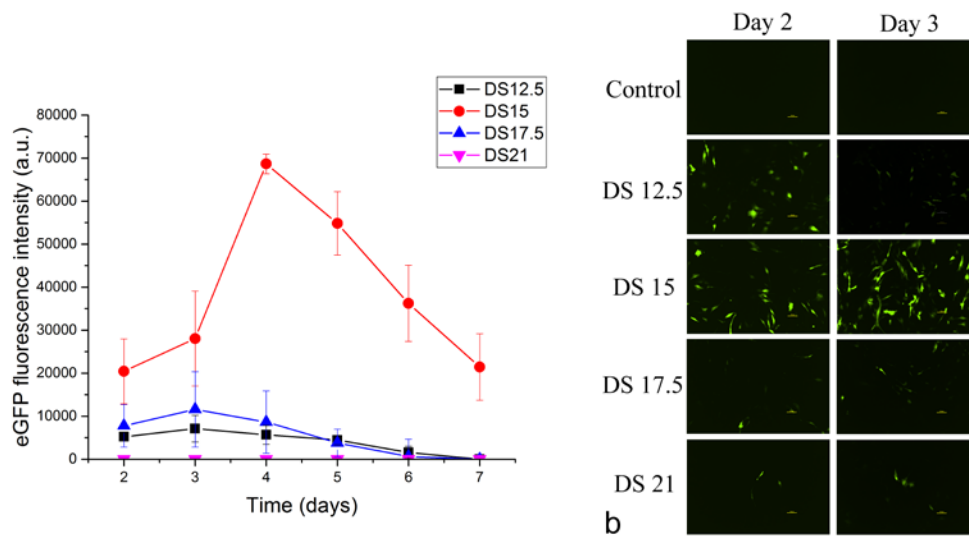 DS12.5
DS15
DS17.5
DS21
eGFP fluorescence intensity (a.u.)
80000
70000
60000
50000
40000
30000
20000
10000
0
2 3 4 5 6 7
Time (days)
Day 2 Day 3
Control
DS 12.5
DS 15
DS 17.5
DS 21
b